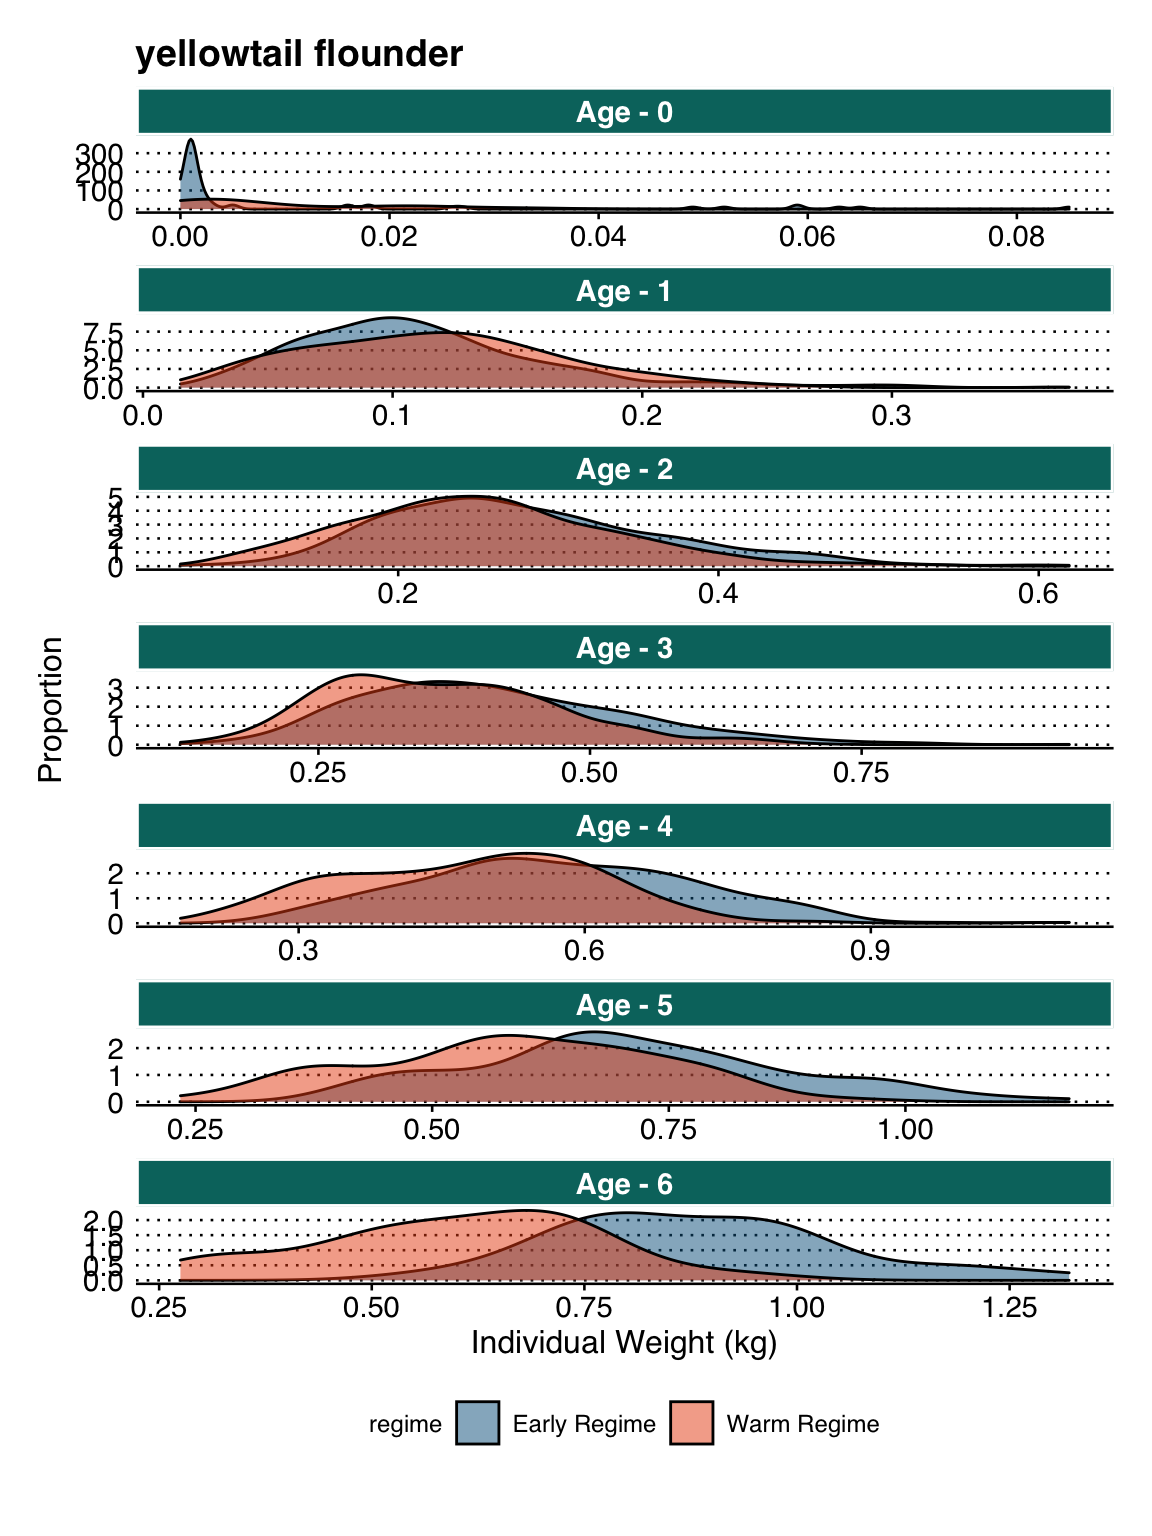 yellowtail flounder
Age - 0
300
200
100
0
0.00 0.02 0.04 0.06 0.08
Age - 1
7.5
5.0
2.5
0.0
0.0 0.1 0.2 0.3
Age - 2
5
4
3
2
1
0
0.2 0.4 0.6
Age - 3
3
2
1
0
0.25 0.50 0.75
Age - 4
2
1
0
0.3 0.6 0.9
Age - 5
2
1
0
0.25 0.50 0.75 1.00
Age - 6
2.0
1.5
1.0
0.5
0.0
0.25 0.50 0.75 1.00 1.25
Proportion
Individual Weight (kg)
regime Early Regime Warm Regime